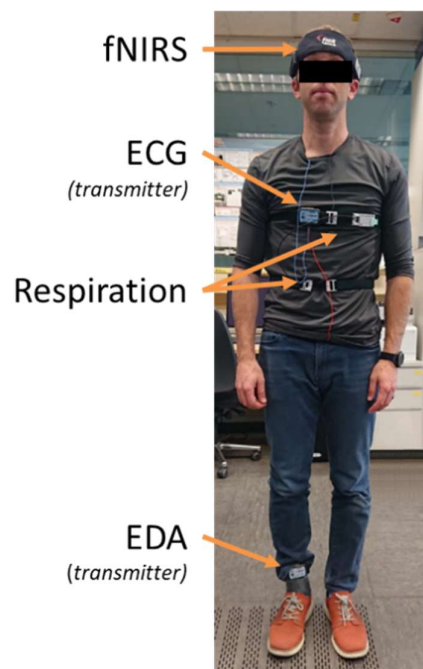 fNIRS
ECG
(transmitter)
Respiration
EDA
(transmitter)